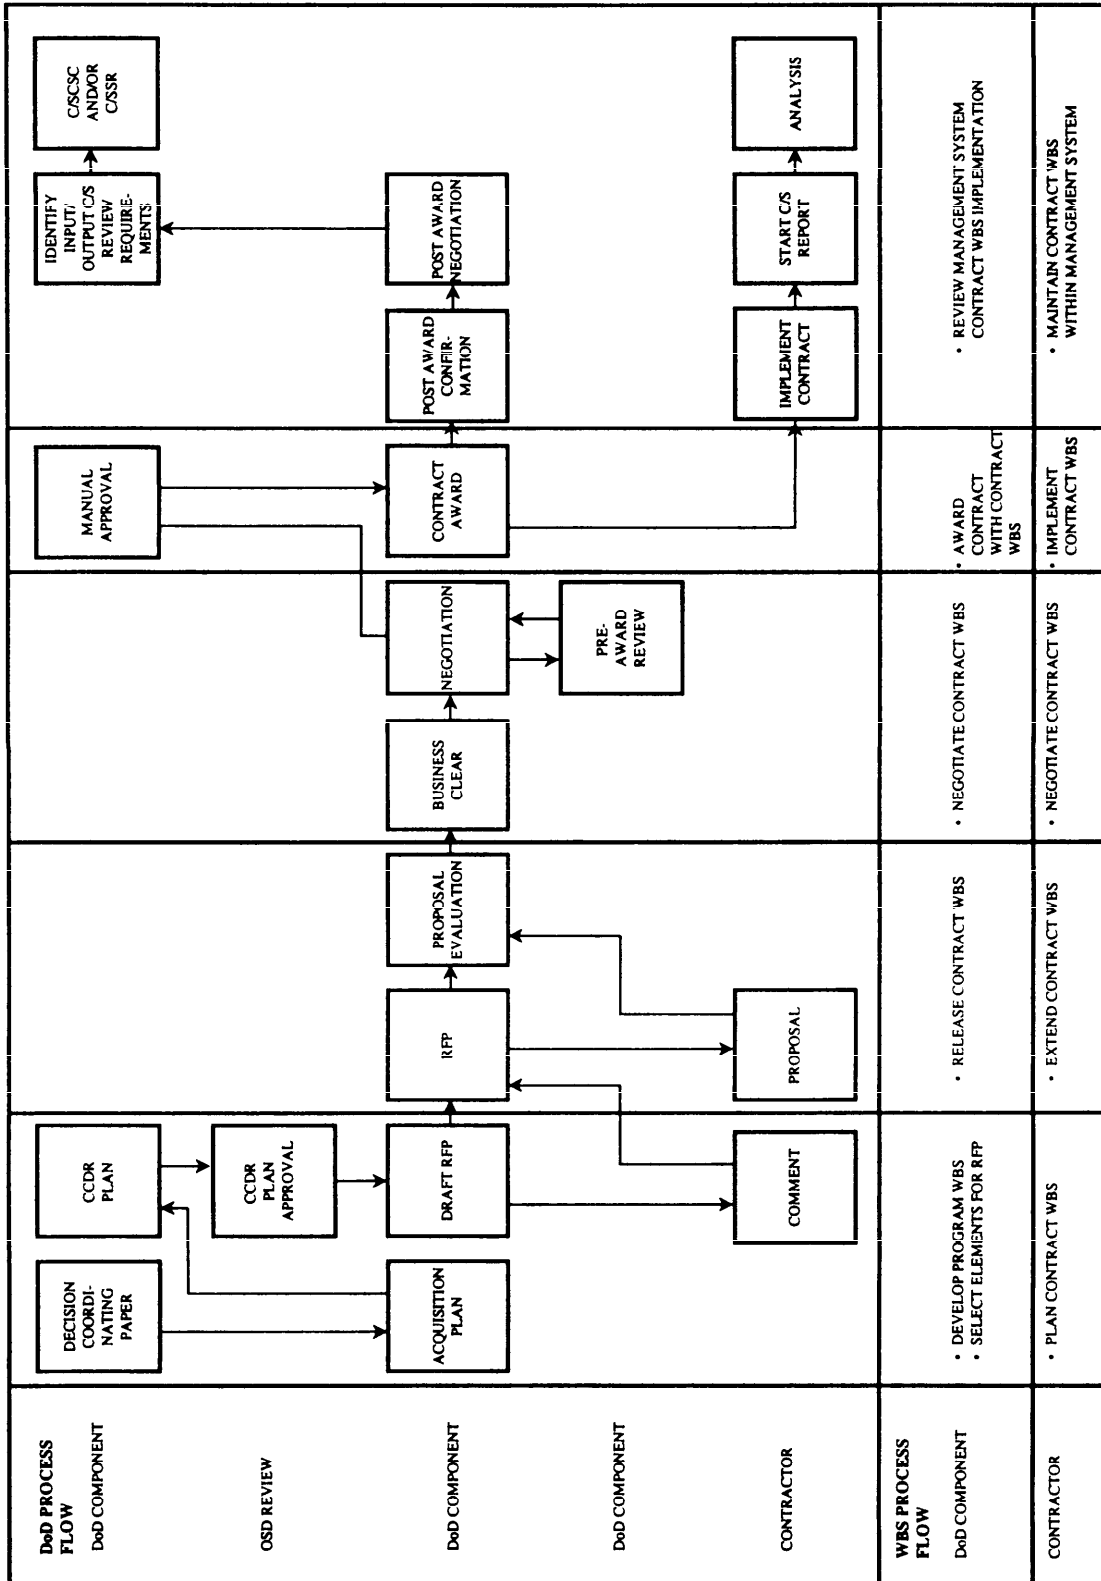 DoD PROCESS
FLOW
DoD COMPONENT
DECISION
COORDI-
NATING
PAPER
CCDR
PLAN
MANUAL
APPROVAL
IDENTIFY
INPUT/
OUTPUT C/S
REVIEW
REQUIRE-
MENTS
C/SCSC
AND/OR
C/SSR
OSD REVIEW
CCDR
PLAN
APPROVAL
DoD COMPONENT
ACQUISITION
PLAN
DRAFT RFP
RFP
PROPOSAL
EVALUATION
BUSINESS
CLEAR
NEGOTIATION
CONTRACT
AWARD
POST AWARD
CONFIR-
MATION
POST AWARD
NEGOTIATION
DoD COMPONENT
PRE-
AWARD
REVIEW
CONTRACTOR
COMMENT
PROPOSAL
IMPLEMENT
CONTRACT
START C/S
REPORT
ANALYSIS
WBS PROCESS
FLOW
DoD COMPONENT
• DEVELOP PROGRAM WBS
• SELECT ELEMENTS FOR RFP
• RELEASE CONTRACT WBS
• NEGOTIATE CONTRACT WBS
• AWARD
CONTRACT
WITH CONTRACT
WBS
• REVIEW MANAGEMENT SYSTEM
CONTRACT WBS IMPLEMENTATION
CONTRACTOR
• PLAN CONTRACT WBS
• EXTEND CONTRACT WBS
• NEGOTIATE CONTRACT WBS
• IMPLEMENT
CONTRACT WBS
• MAINTAIN CONTRACT WBS
WITHIN MANAGEMENT SYSTEM